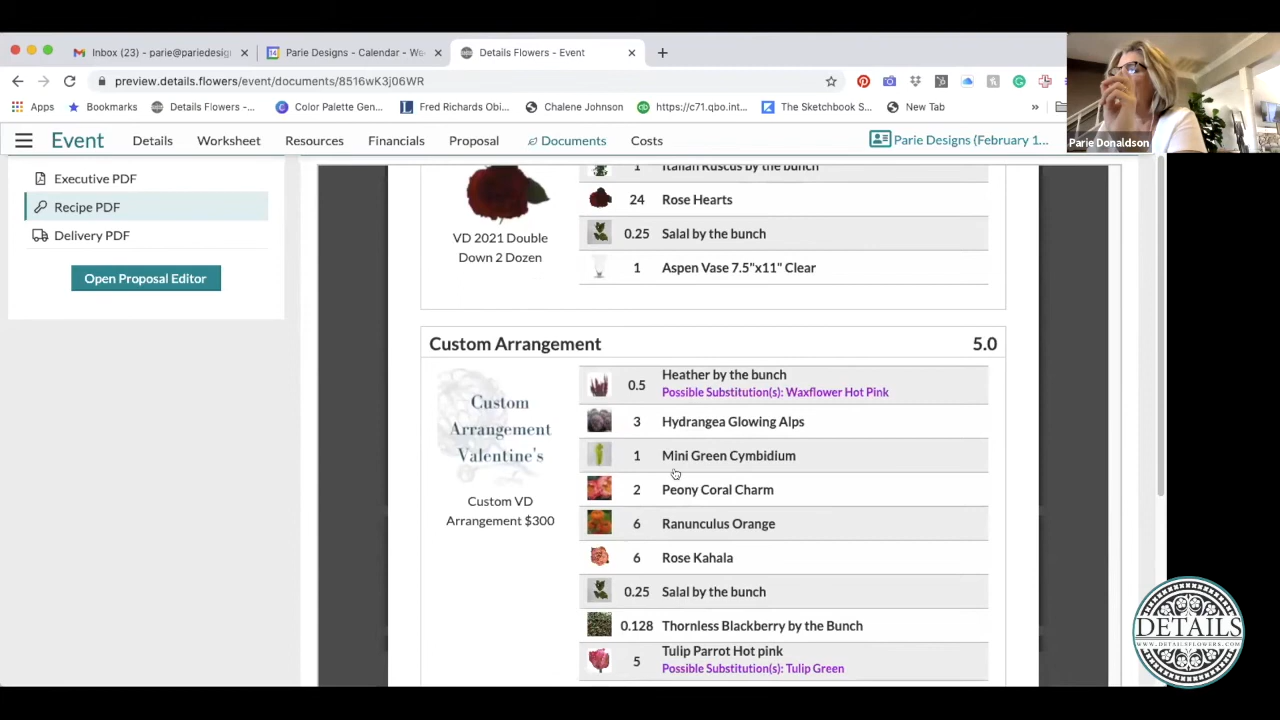 Inbox (23) - parie@pariedesig
Parie Designs - Calendar - We
Details Flowers - Event
preview.details.flowers/event/documents/8516wK3j06WR
Apps
Bookmarks
Details Flowers -...
Color Palette Gen...
Fred Richards Obi...
Chalene Johnson
https://c71.qbo.int...
The Sketchbook S...
New Tab
»
Parie Donaldson
Event
Details
Worksheet
Resources
Financials
Proposal
Documents
Costs
Parie Designs (February 1...
Executive PDF
Recipe PDF
Delivery PDF
Open Proposal Editor
VD 2021 Double
Down 2 Dozen
1 Italian Ruscus by the bunch
24 Rose Hearts
0.25 Salal by the bunch
1 Aspen Vase 7.5"x11" Clear
Custom Arrangement 5.0
Custom
Arrangement
Valentine's
Custom VD
Arrangement $300
0.5 Heather by the bunch
Possible Substitution(s): Waxflower Hot Pink
3 Hydrangea Glowing Alps
1 Mini Green Cymbidium
2 Peony Coral Charm
6 Ranunculus Orange
6 Rose Kahala
0.25 Salal by the bunch
0.128 Thornless Blackberry by the Bunch
5 Tulip Parrot Hot pink
Possible Substitution(s): Tulip Green
DETAILS
WWW.DETAILSFLOWERS.COM